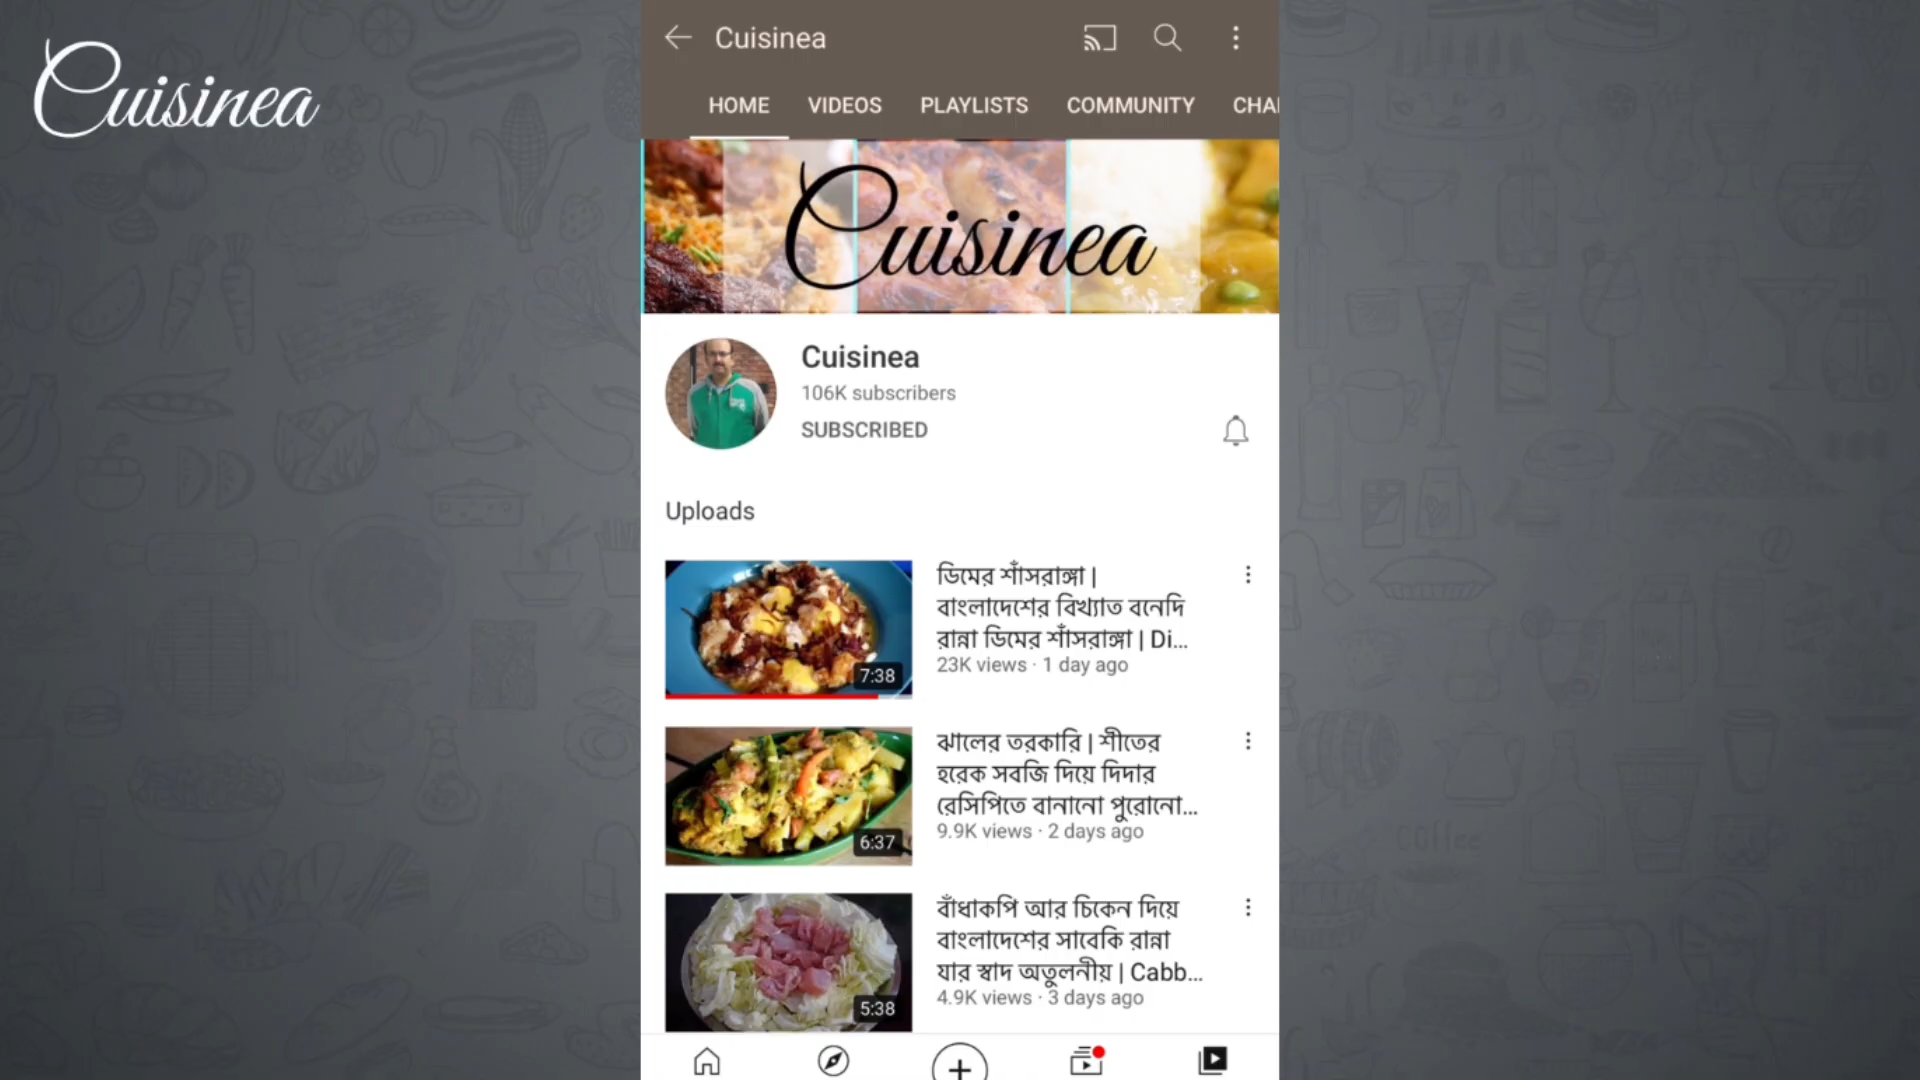 Cuisinea
Cuisinea
HOME VIDEOS PLAYLISTS COMMUNITY CHA
Cuisinea
Cuisinea
106K subscribers
SUBSCRIBED
Uploads
ডিমের শাঁসরাঙ্গা |
বাংলাদেশের বিখ্যাত বনেদি
রান্না ডিমের শাঁসরাঙ্গা | Di...
23K views · 1 day ago
7:38
ঝালের তরকারি | শীতের
হরেক সবজি দিয়ে দিদার
রেসিপিতে বানানো পুরোনো...
9.9K views · 2 days ago
6:37
বাঁধাকপি আর চিকেন দিয়ে
বাংলাদেশের সাবেকি রান্না
যার স্বাদ অতুলনীয় | Cabb...
4.9K views · 3 days ago
5:38
coffee